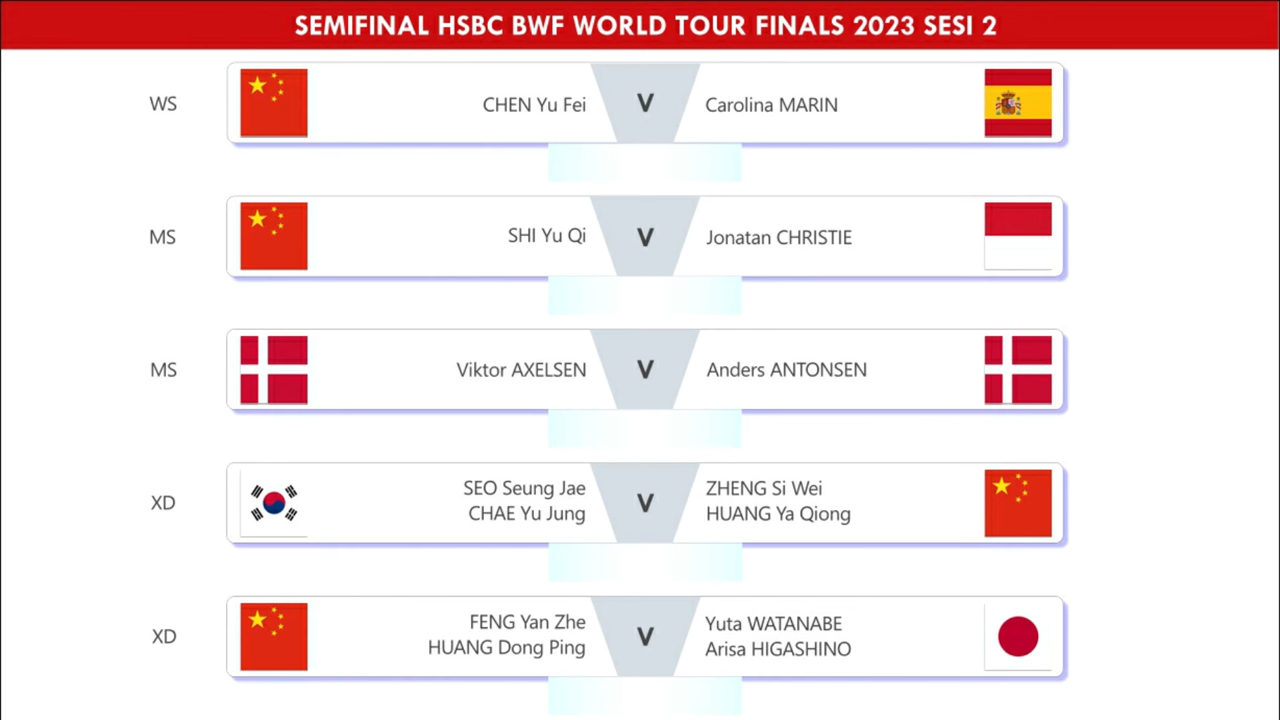 SEMIFINAL HSBC BWF WORLD TOUR FINALS 2023 SESI 2
WS CHEN Yu Fei V Carolina MARIN
MS SHI Yu Qi V Jonatan CHRISTIE
MS Viktor AXELSEN V Anders ANTONSEN
XD
SEO Seung Jae
CHAE Yu Jung
V
ZHENG Si Wei
HUANG Ya Qiong
XD
FENG Yan Zhe
HUANG Dong Ping
V
Yuta WATANABE
Arisa HIGASHINO